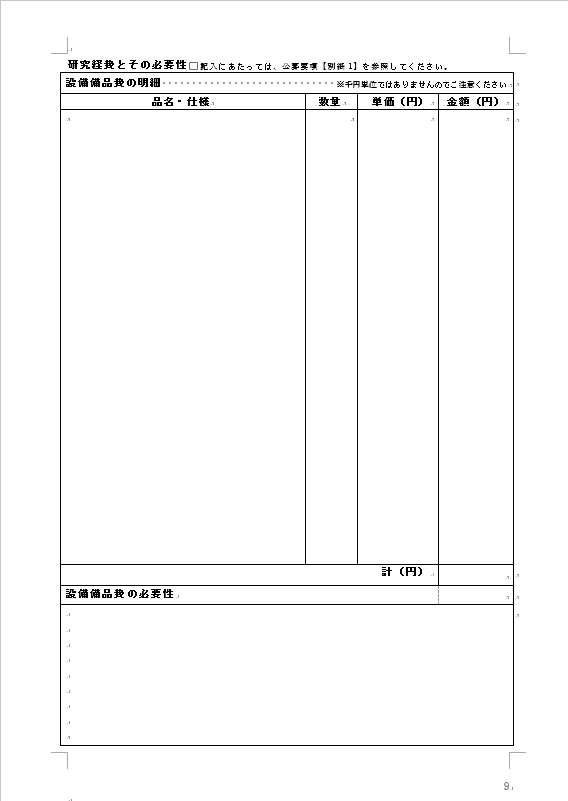 研究経費とその必要性□記入にあたっては、公募要項【別紙1】を参照してください。
設備備品費の明細 ※千円単位ではありませんのでご注意ください
品名・仕様 数量 単価（円） 金額（円）
計（円）
設備備品費の必要性
9